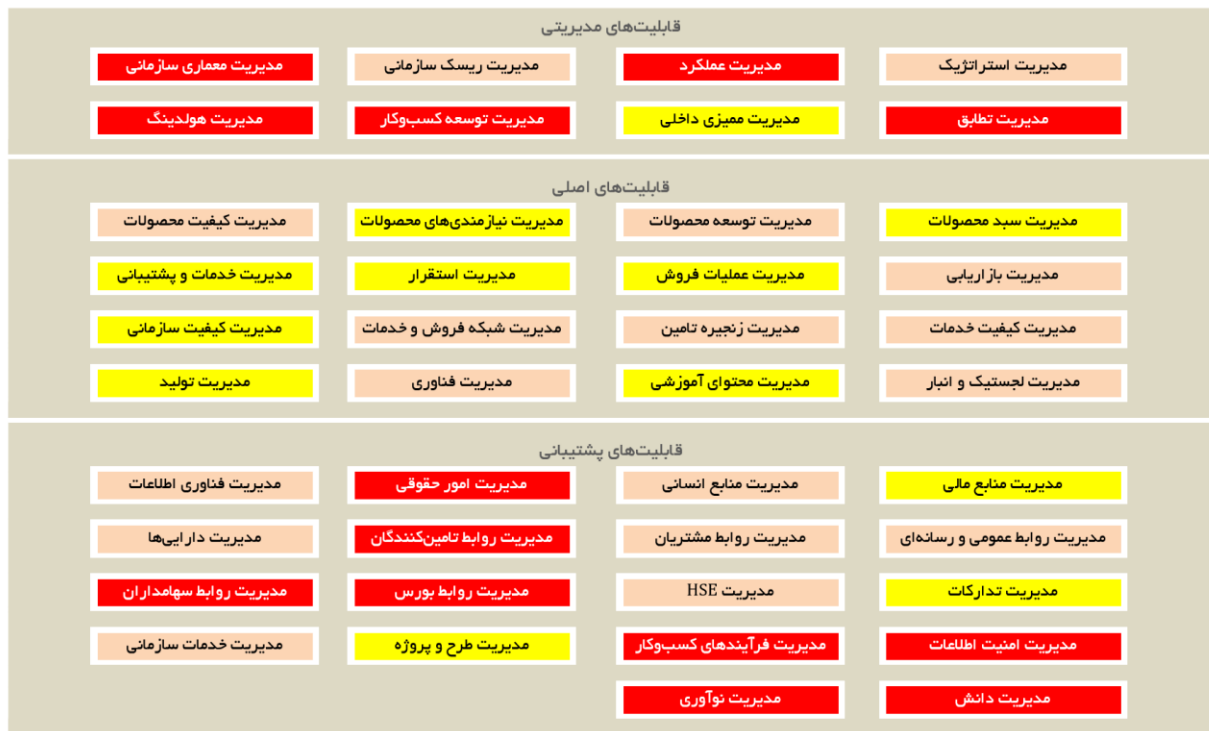 قابلیت‌های مدیریتی
مدیریت استراتژیک
مدیریت عملکرد
مدیریت ریسک سازمانی
مدیریت معماری سازمانی
مدیریت تطابق
مدیریت ممیزی داخلی
مدیریت توسعه کسب‌وکار
مدیریت هولدینگ
قابلیت‌های اصلی
مدیریت سبد محصولات
مدیریت توسعه محصولات
مدیریت نیازمندی‌های محصولات
مدیریت کیفیت محصولات
مدیریت بازاریابی
مدیریت عملیات فروش
مدیریت استقرار
مدیریت خدمات و پشتیبانی
مدیریت کیفیت خدمات
مدیریت زنجیره تامین
مدیریت شبکه فروش و خدمات
مدیریت کیفیت سازمانی
مدیریت لجستیک و انبار
مدیریت محتوای آموزشی
مدیریت فناوری
مدیریت تولید
قابلیت‌های پشتیبانی
مدیریت منابع مالی
مدیریت منابع انسانی
مدیریت امور حقوقی
مدیریت فناوری اطلاعات
مدیریت روابط عمومی و رسانه‌ای
مدیریت روابط مشتریان
مدیریت روابط تامین‌کنندگان
مدیریت دارایی‌ها
مدیریت تدارکات
مدیریت HSE
مدیریت روابط بورس
مدیریت روابط سهامداران
مدیریت امنیت اطلاعات
مدیریت فرآیندهای کسب‌وکار
مدیریت طرح و پروژه
مدیریت خدمات سازمانی
مدیریت دانش
مدیریت نوآوری